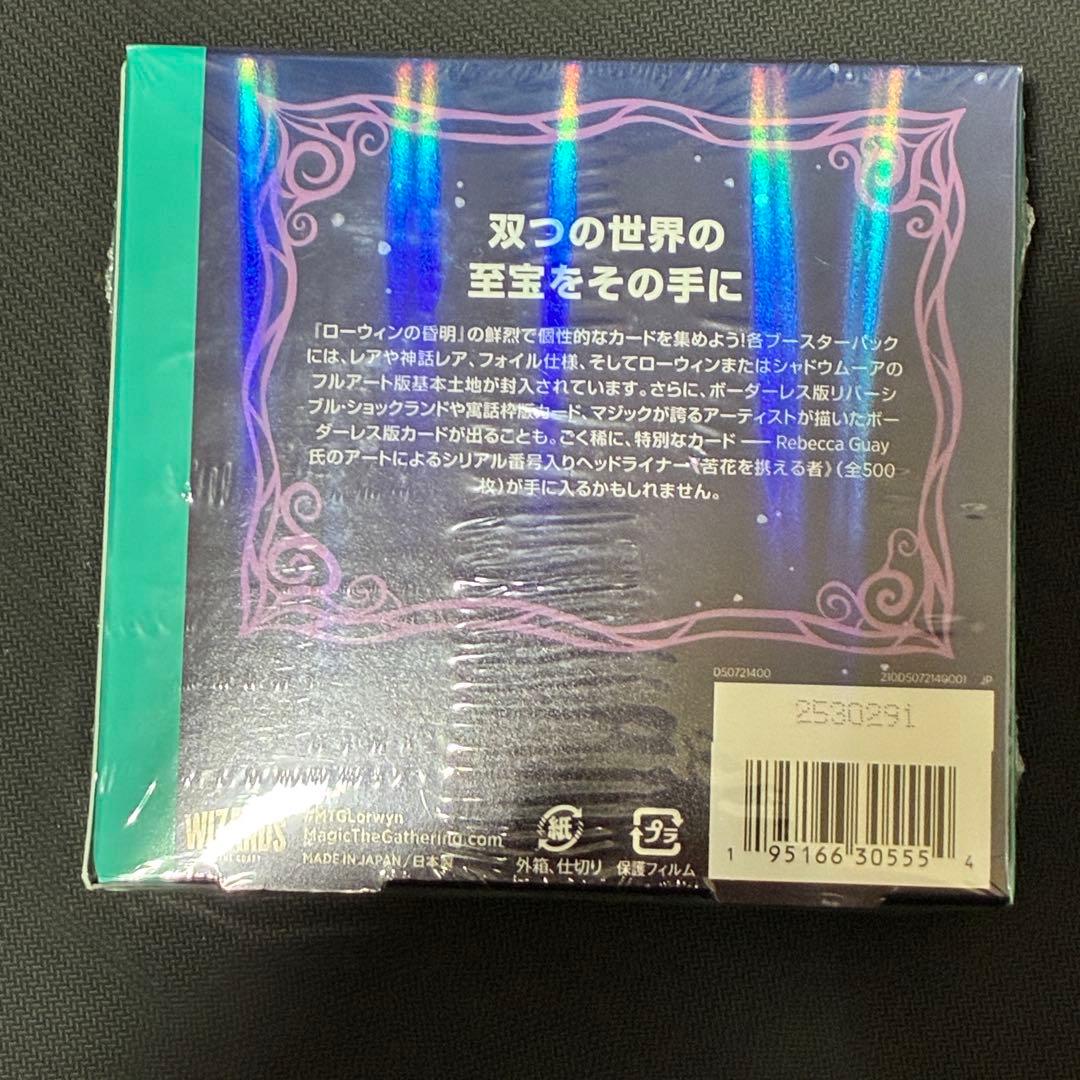 双つの世界の
至宝をその手に
『ローウィンの昏明』の鮮烈で個性的なカードを集めよう!各ブースターパック
には、レアや神話レア、フォイル仕様、そしてローウィンまたはシャドウムーアの
フルアート版基本土地が封入されています。さらに、ボーダーレス版リバーシ
ブル・ショックランドや寓話枠版カード、マジックが誇るアーティストが描いたボー
ダーレス版カードが出ることも。ごく稀に、特別なカード ── Rebecca Guay
氏のアートによるシリアル番号入りヘッドライナー《苦花を携える者》(全500
枚)が手に入るかもしれません。
D50721400 210D5072149001 JP
2530291
WIZARDS
#MTGLorwyn
MagicTheGathering.com
MADE IN JAPAN / 日本製
紙
外箱、仕切り
プラ
保護フィルム
1 95166 30555 4